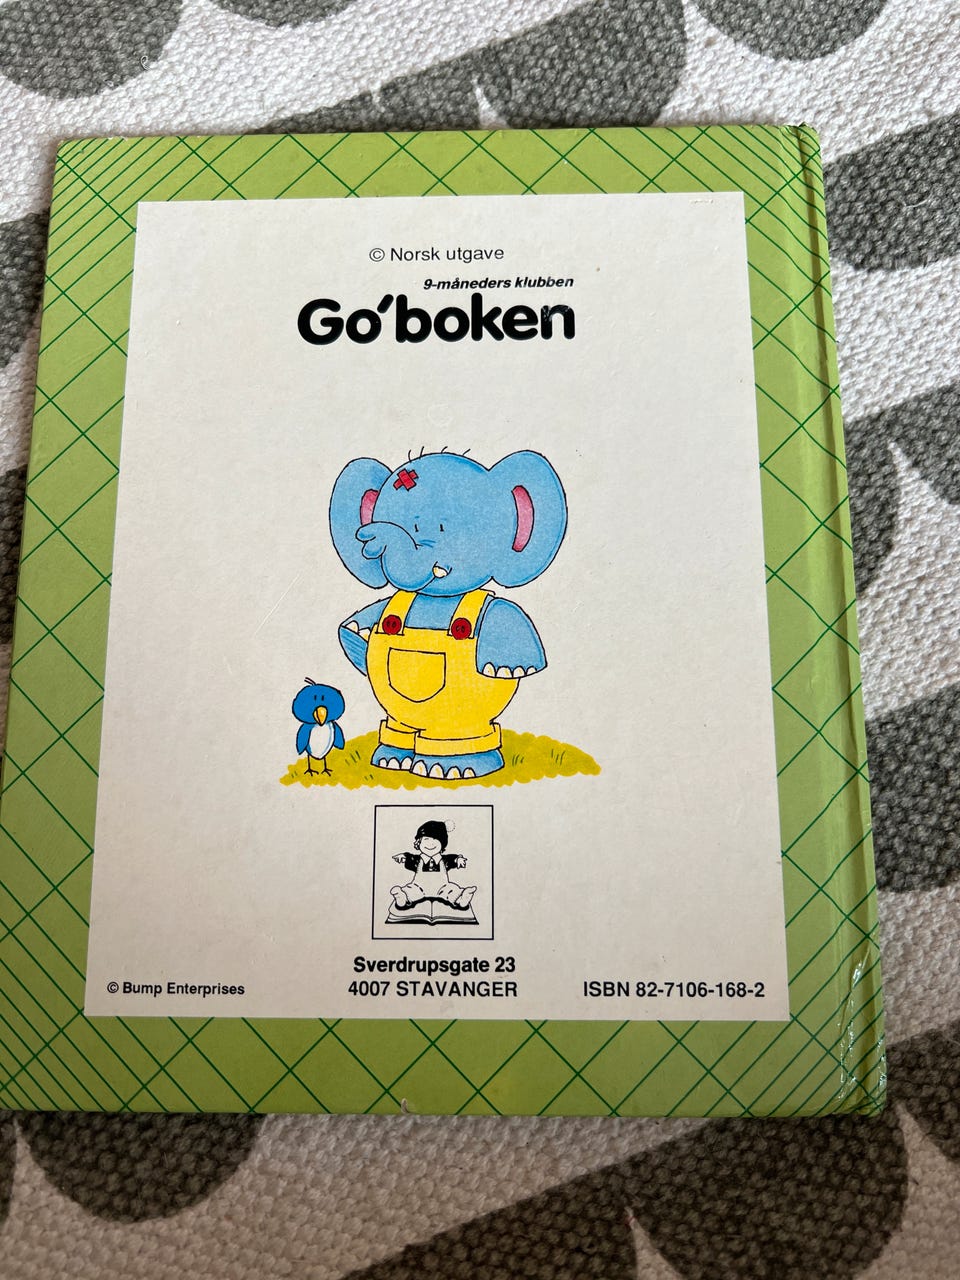 © Norsk utgave
9-måneders klubben
Go'boken
Sverdrupsgate 23
© Bump Enterprises
4007 STAVANGER
ISBN 82-7106-168-2